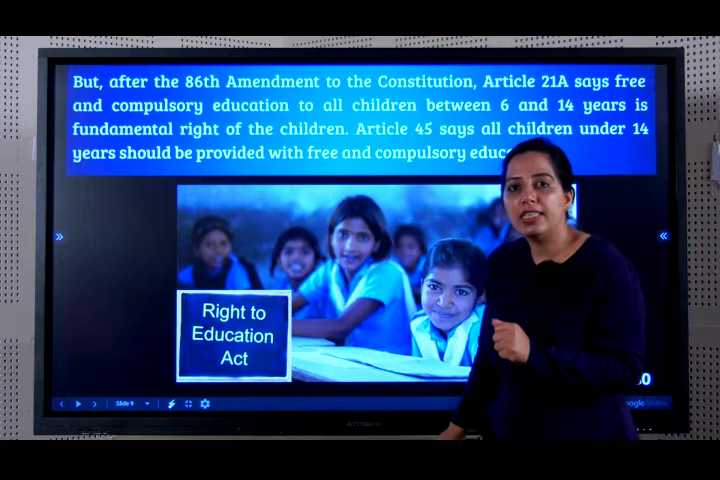 But, after the 86th Amendment to the Constitution, Article 21A says free
and compulsory education to all children between 6 and 14 years is
fundamental right of the children. Article 45 says all children under 14
years should be provided with free and compulsory
Right to
Education
Act
Slide 9